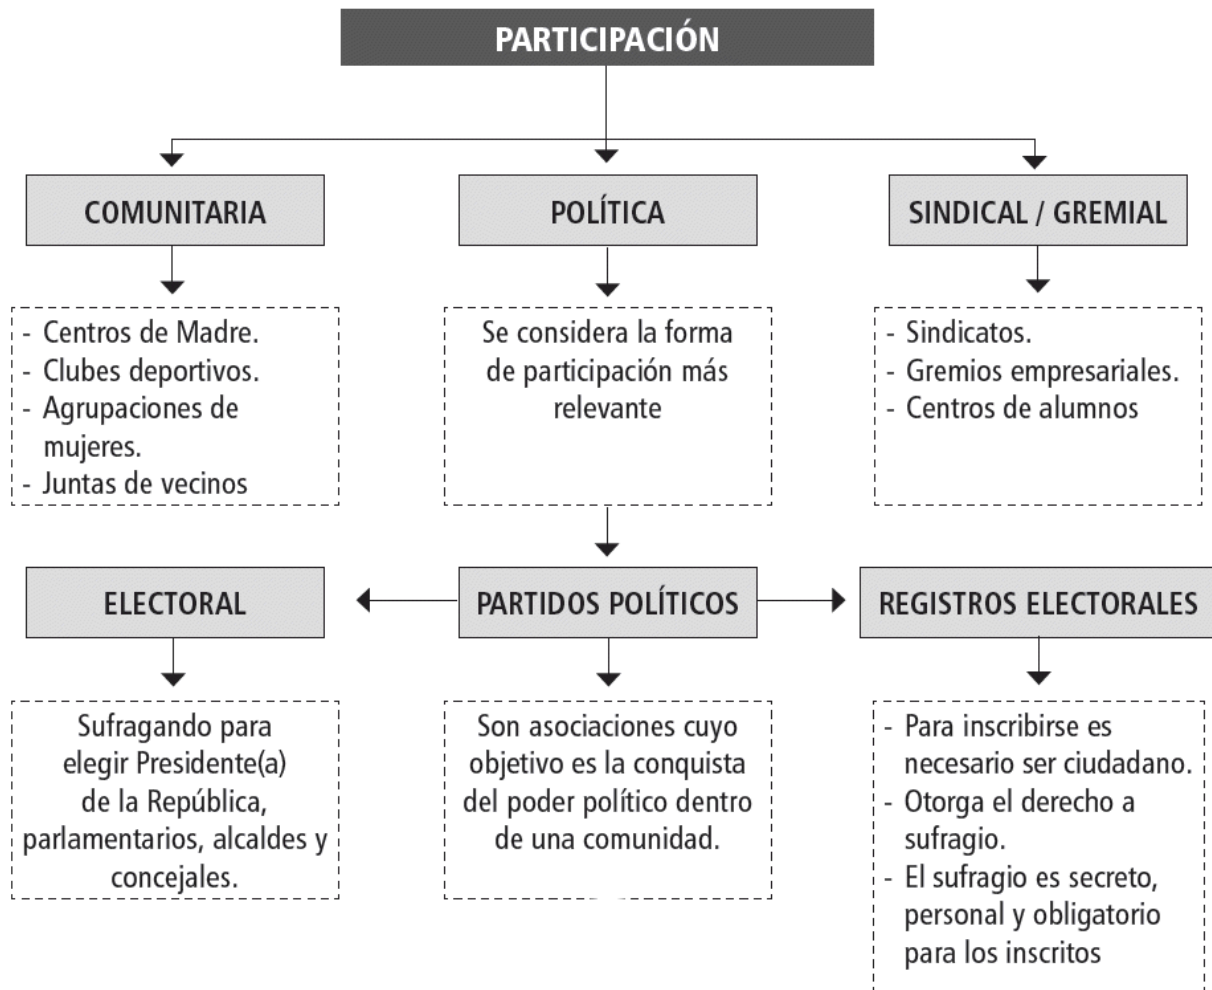 PARTICIPACIÓN
COMUNITARIA
- Centros de Madre.
- Clubes deportivos.
- Agrupaciones de
mujeres.
- Juntas de vecinos
POLÍTICA
Se considera la forma
de participación más
relevante
SINDICAL / GREMIAL
- Sindicatos.
- Gremios empresariales.
- Centros de alumnos
ELECTORAL
Sufragando para
elegir Presidente(a)
de la República,
parlamentarios, alcaldes y
concejales.
PARTIDOS POLÍTICOS
Son asociaciones cuyo
objetivo es la conquista
del poder político dentro
de una comunidad.
REGISTROS ELECTORALES
- Para inscribirse es
necesario ser ciudadano.
- Otorga el derecho a
sufragio.
- El sufragio es secreto,
personal y obligatorio
para los inscritos